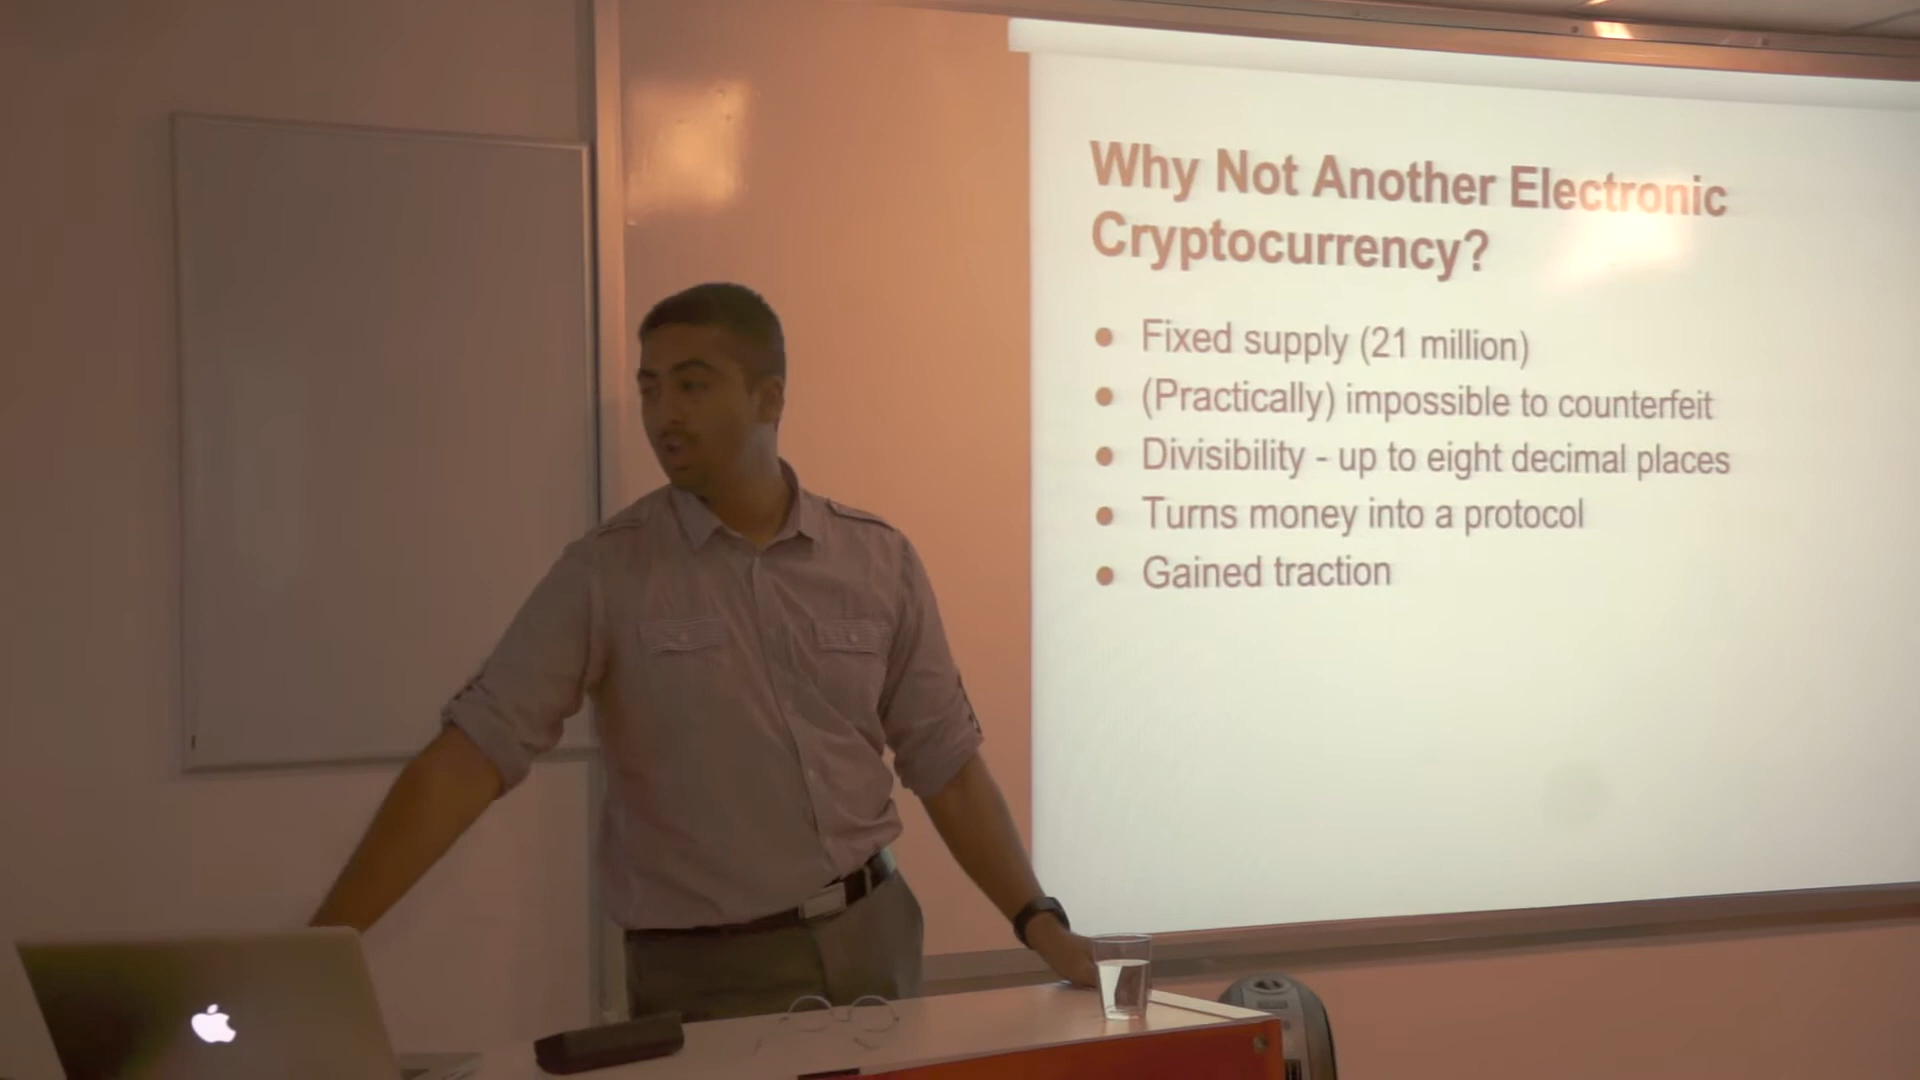 Why Not Another Electronic
Cryptocurrency?
● Fixed supply (21 million)
● (Practically) impossible to counterfeit
● Divisibility - up to eight decimal places
● Turns money into a protocol
● Gained traction